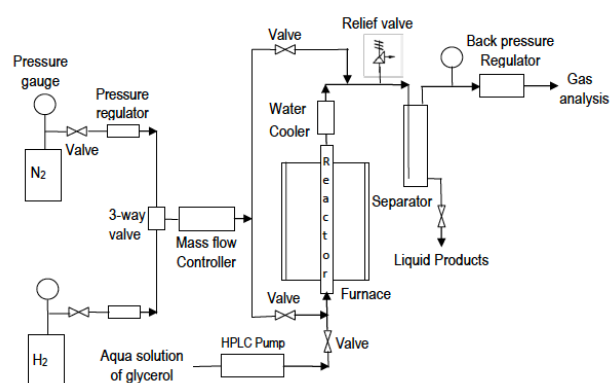 Relief valve
Valve
Back pressure
Regulator
Pressure
gauge
Pressure
regulator
Gas
analysis
Water
Cooler
Valve
N2
Reactor
3-way
valve
Mass flow
Controller
Separator
Liquid Products
Valve
Furnace
H2
HPLC Pump
Valve
Aqua solution
of glycerol